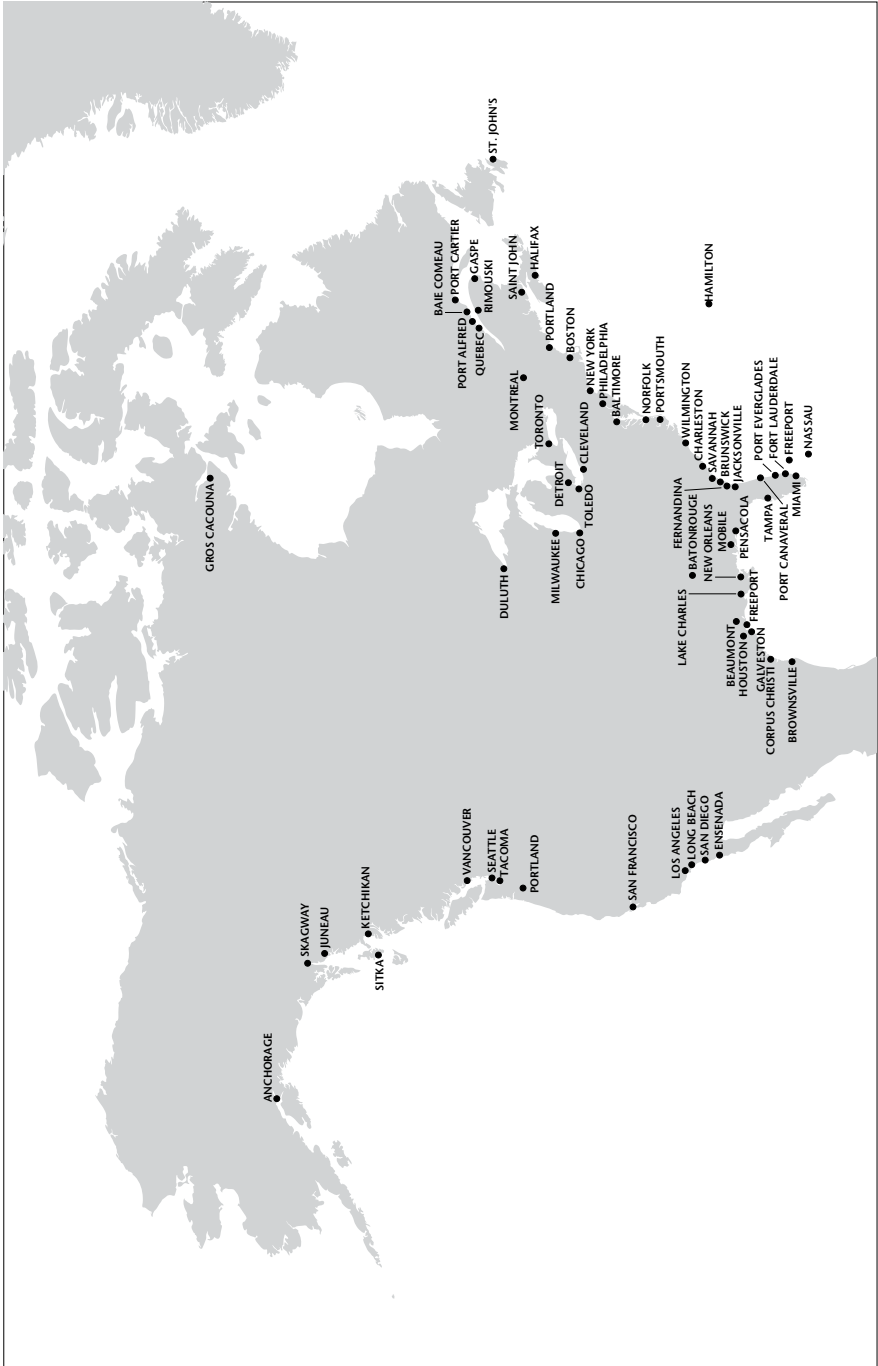 ANCHORAGE
SKAGWAY
JUNEAU
SITKA
KETCHIKAN
VANCOUVER
SEATTLE
TACOMA
PORTLAND
SAN FRANCISCO
LOS ANGELES
LONG BEACH
SAN DIEGO
ENSENADA
GROS CACOUNA
DULUTH
MILWAUKEE
CHICAGO
DETROIT
TOLEDO
CLEVELAND
TORONTO
MONTREAL
BAIE COMEAU
PORT CARTIER
PORT ALFRED
QUEBEC
GASPE
RIMOUSKI
ST. JOHN'S
SAINT JOHN
HALIFAX
PORTLAND
BOSTON
NEW YORK
PHILADELPHIA
BALTIMORE
NORFOLK
PORTSMOUTH
HAMILTON
WILMINGTON
CHARLESTON
SAVANNAH
BRUNSWICK
JACKSONVILLE
FERNANDINA
BATONROUGE
NEW ORLEANS
MOBILE
PENSACOLA
LAKE CHARLES
BEAUMONT
HOUSTON
FREEPORT
GALVESTON
CORPUS CHRISTI
BROWNSVILLE
TAMPA
PORT CANAVERAL
PORT EVERGLADES
FORT LAUDERDALE
FREEPORT
MIAMI
NASSAU